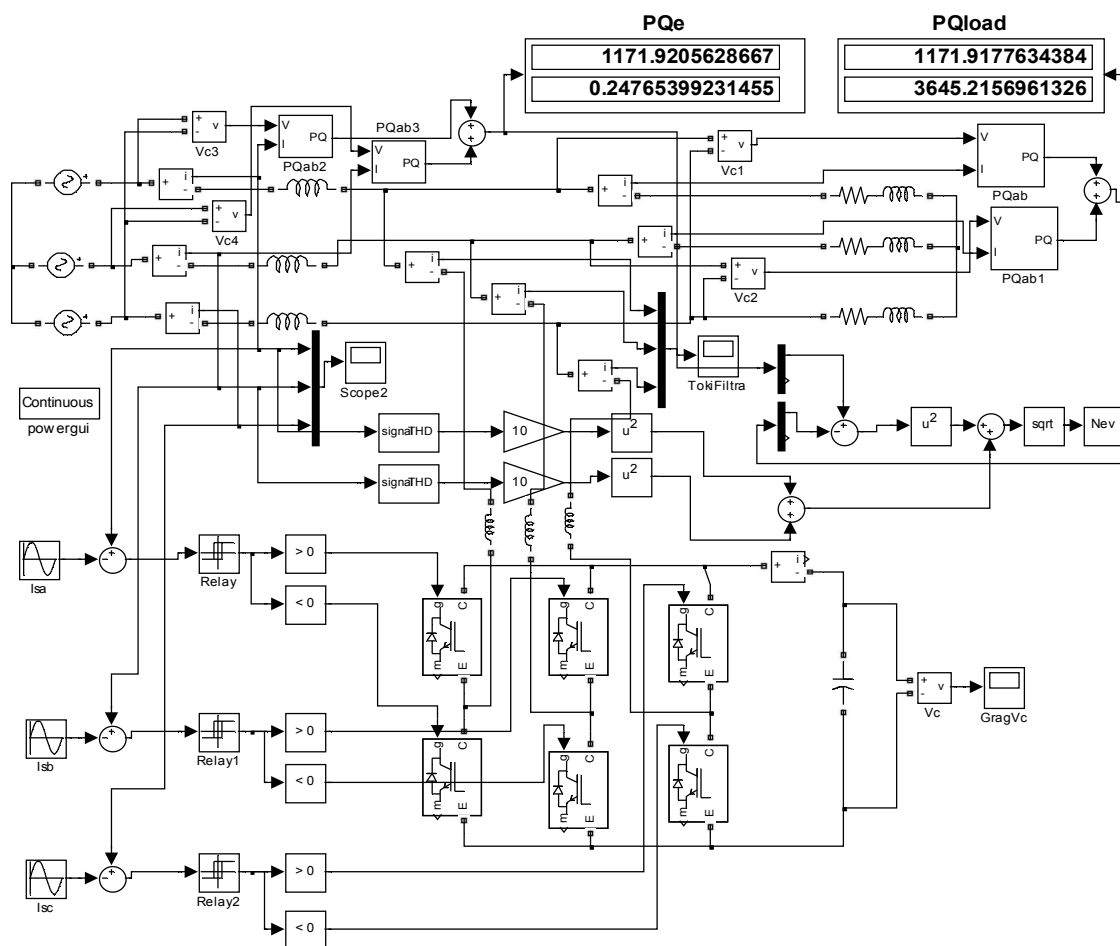 PQe
PQload
1171.9205628667
0.24765399231455
1171.9177634384
3645.2156961326
+
-
v
Vc3
V
I
PQ
PQab2
PQab3
V
I
PQ
+
+
+
-
v
Vc1
V
I
PQ
PQab
+
+
+
i
-
+
-
v
Vc4
+
i
-
+
i
-
V
I
PQ
PQab1
+
i
-
+
i
-
+
-
v
Vc2
+
i
-
+
i
-
+
i
-
Scope2
TokiFiltra
+
i
-
Continuous
powergui
signalTHD
10
u2
+
-
u2
+
+
sqrt
Nev
signalTHD
10
u2
+
+
Isa
+
-
Relay
> 0
< 0
+
i
-
g
C
m
E
g
C
m
E
g
C
m
E
+
-
v
Vc
GragVc
Isb
+
-
Relay1
> 0
< 0
g
C
m
E
g
C
m
E
g
C
m
E
Isc
+
-
Relay2
> 0
< 0